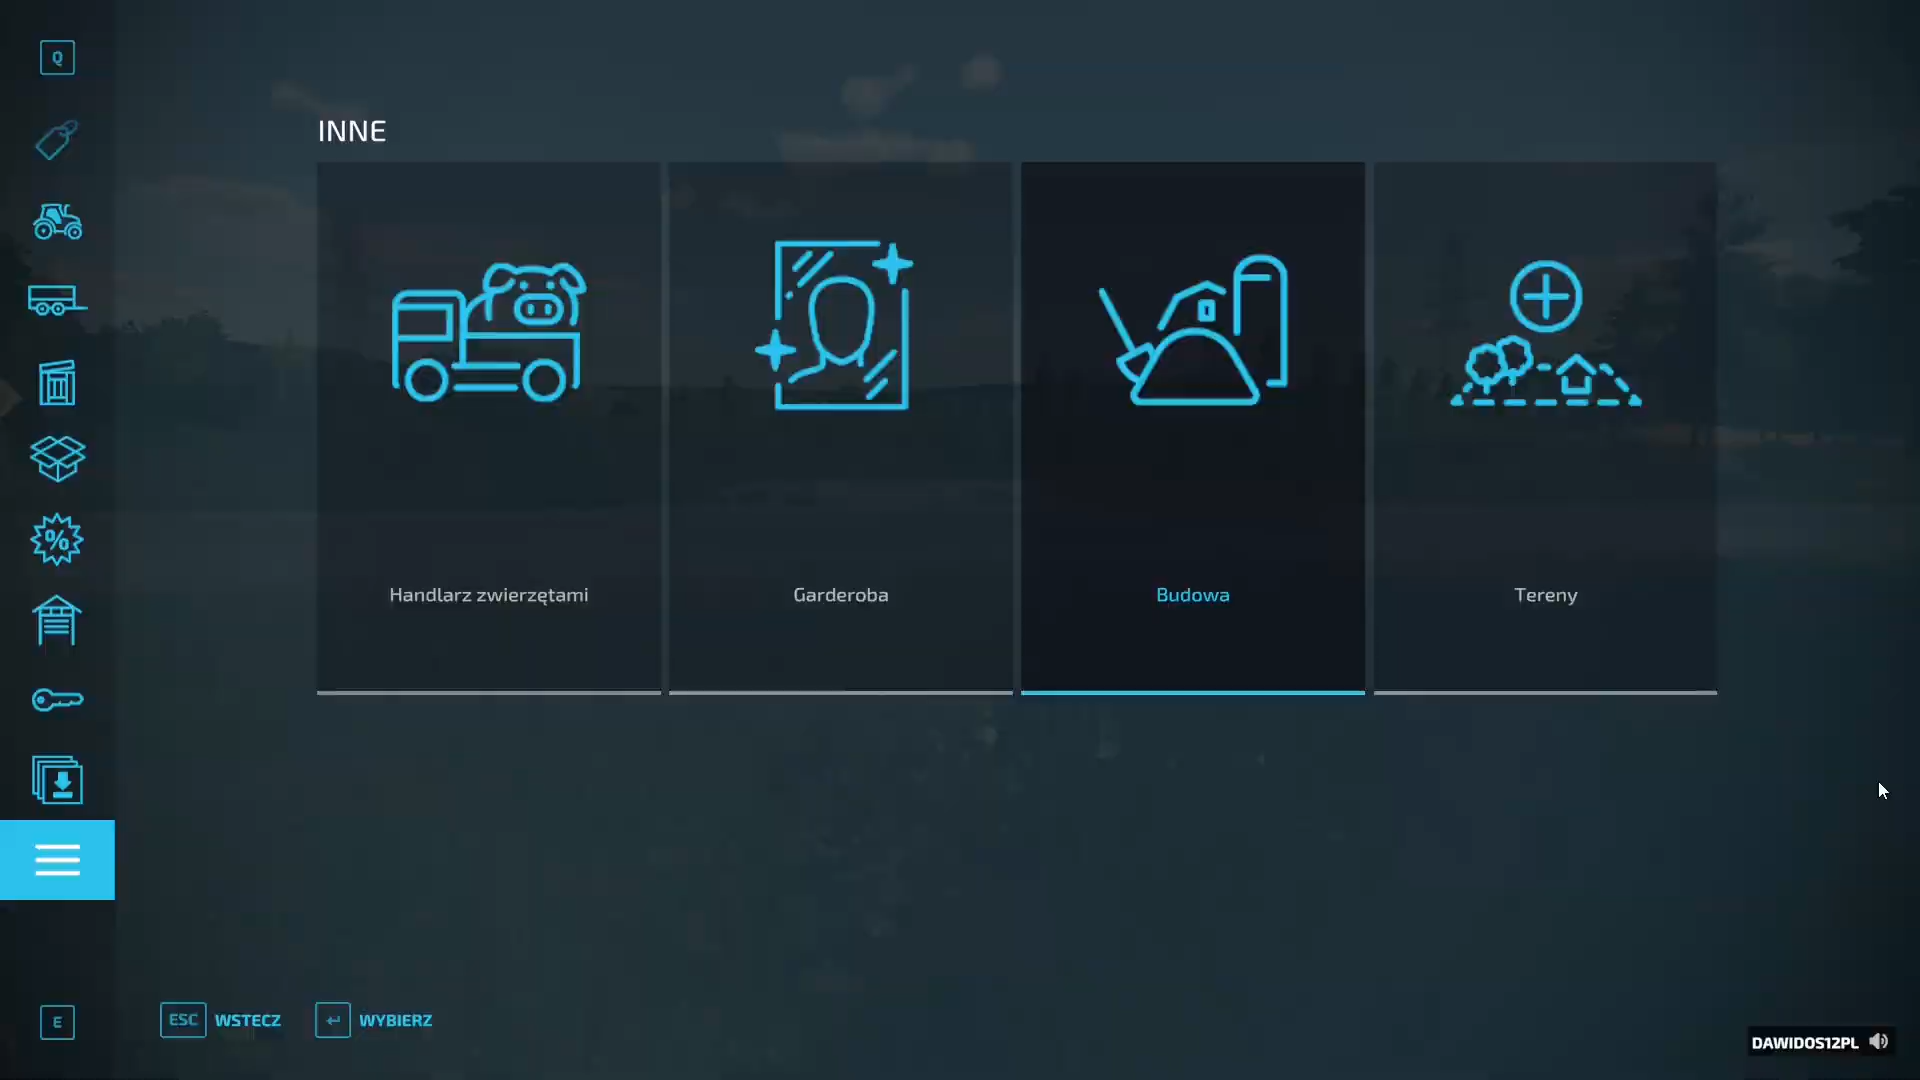 Q
INNE
%
Handlarz zwierzętami
Garderoba
Budowa
Tereny
E
ESC WSTECZ
↵ WYBIERZ
DAWIDOS12PL